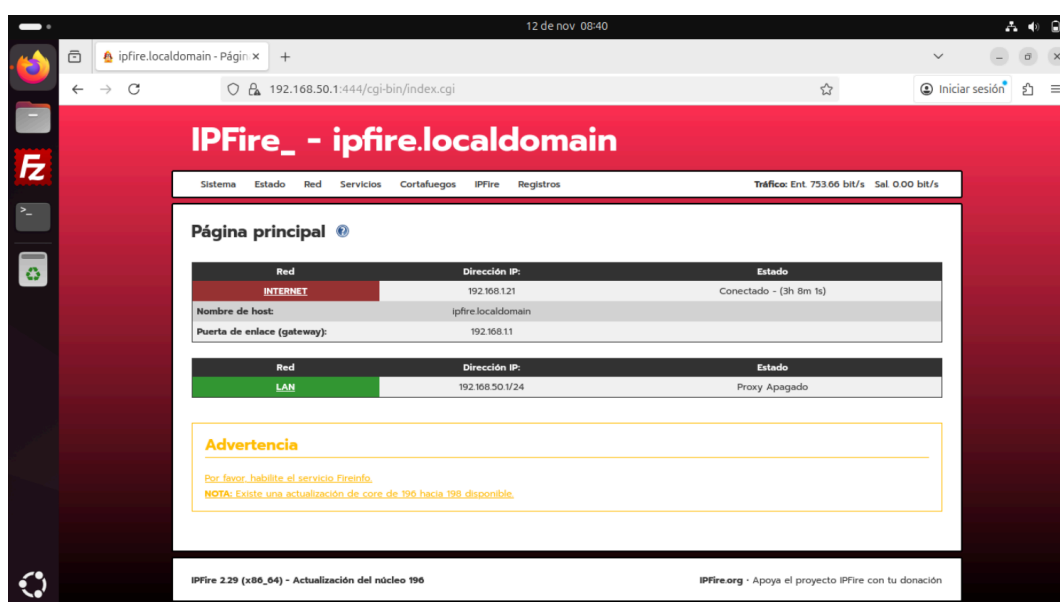 12 de nov 08:40
ipfire.localdomain - Págin
192.168.50.1:444/cgi-bin/index.cgi
Iniciar sesión
IPFire_ - ipfire.localdomain
Sistema Estado Red Servicios Cortafuegos IPFire Registros Tráfico: Ent. 753.66 bit/s Sal. 0.00 bit/s
Página principal
Red Dirección IP: Estado
INTERNET 192.168.1.21 Conectado - (3h 8m 1s)
Nombre de host: ipfire.localdomain
Puerta de enlace (gateway): 192.168.1.1
Red Dirección IP: Estado
LAN 192.168.50.1/24 Proxy Apagado
Advertencia
Por favor, habilite el servicio Fireinfo.
NOTA: Existe una actualización de core de 196 hacia 198 disponible.
IPFire 2.29 (x86_64) - Actualización del núcleo 196 IPFire.org • Apoya el proyecto IPFire con tu donación